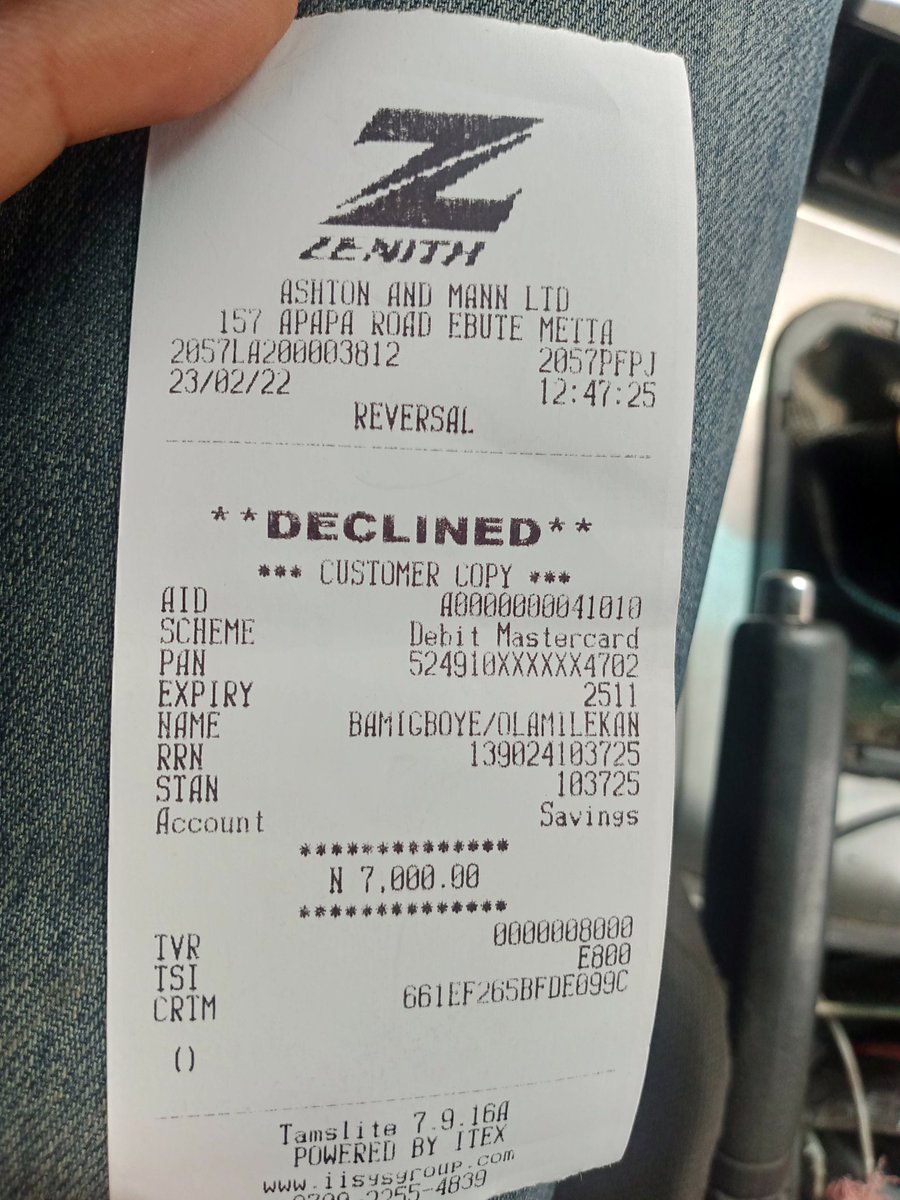 Z
ZENITH
ASHTON AND MANN LTD
157 APAPA ROAD EBUTE METTA
2057LA200003812 2057PFPJ
23/02/22 12:47:25
REVERSAL
**DECLINED**
*** CUSTOMER COPY ***
AID A0000000041010
SCHEME Debit Mastercard
PAN 524910XXXXXX4702
EXPIRY 2511
NAME BAMIGBOYE/OLAMILEKAN
RRN 139024103725
STAN 103725
Account Savings
*************
N 7,000.00
*************
TVR 0000008000
TSI E800
CRTM 661EF265BFDE099C
()
Tamslite 7.9.16A
POWERED BY ITEX
www.iisysgroup.com
0700-2255-4839